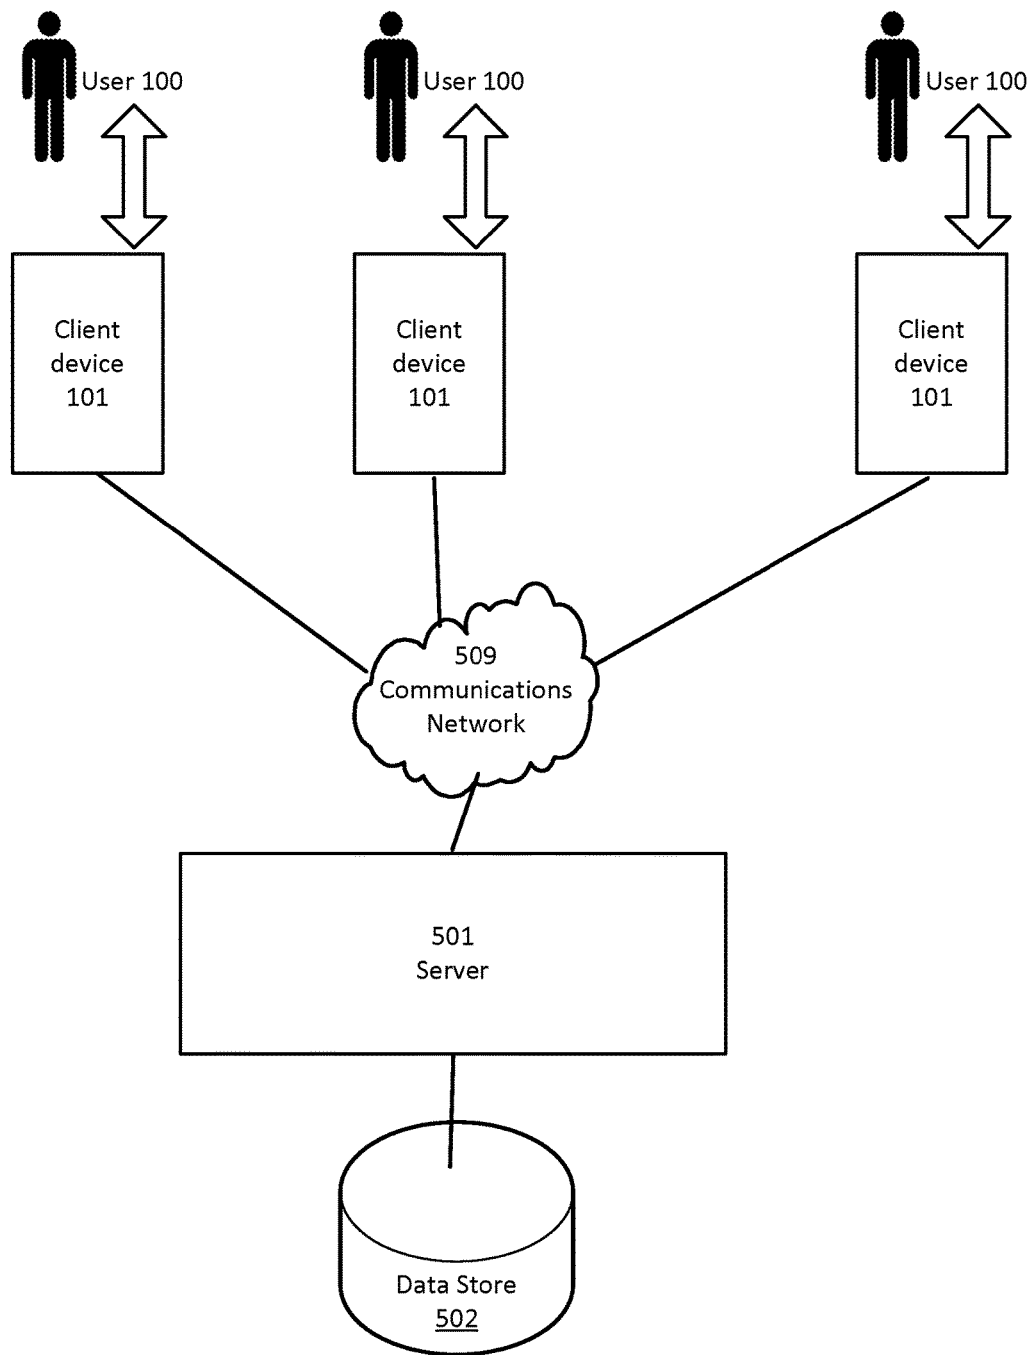 User 100
User 100
User 100
Client
device
101
Client
device
101
Client
device
101
509
Communications
Network
501
Server
Data Store
502